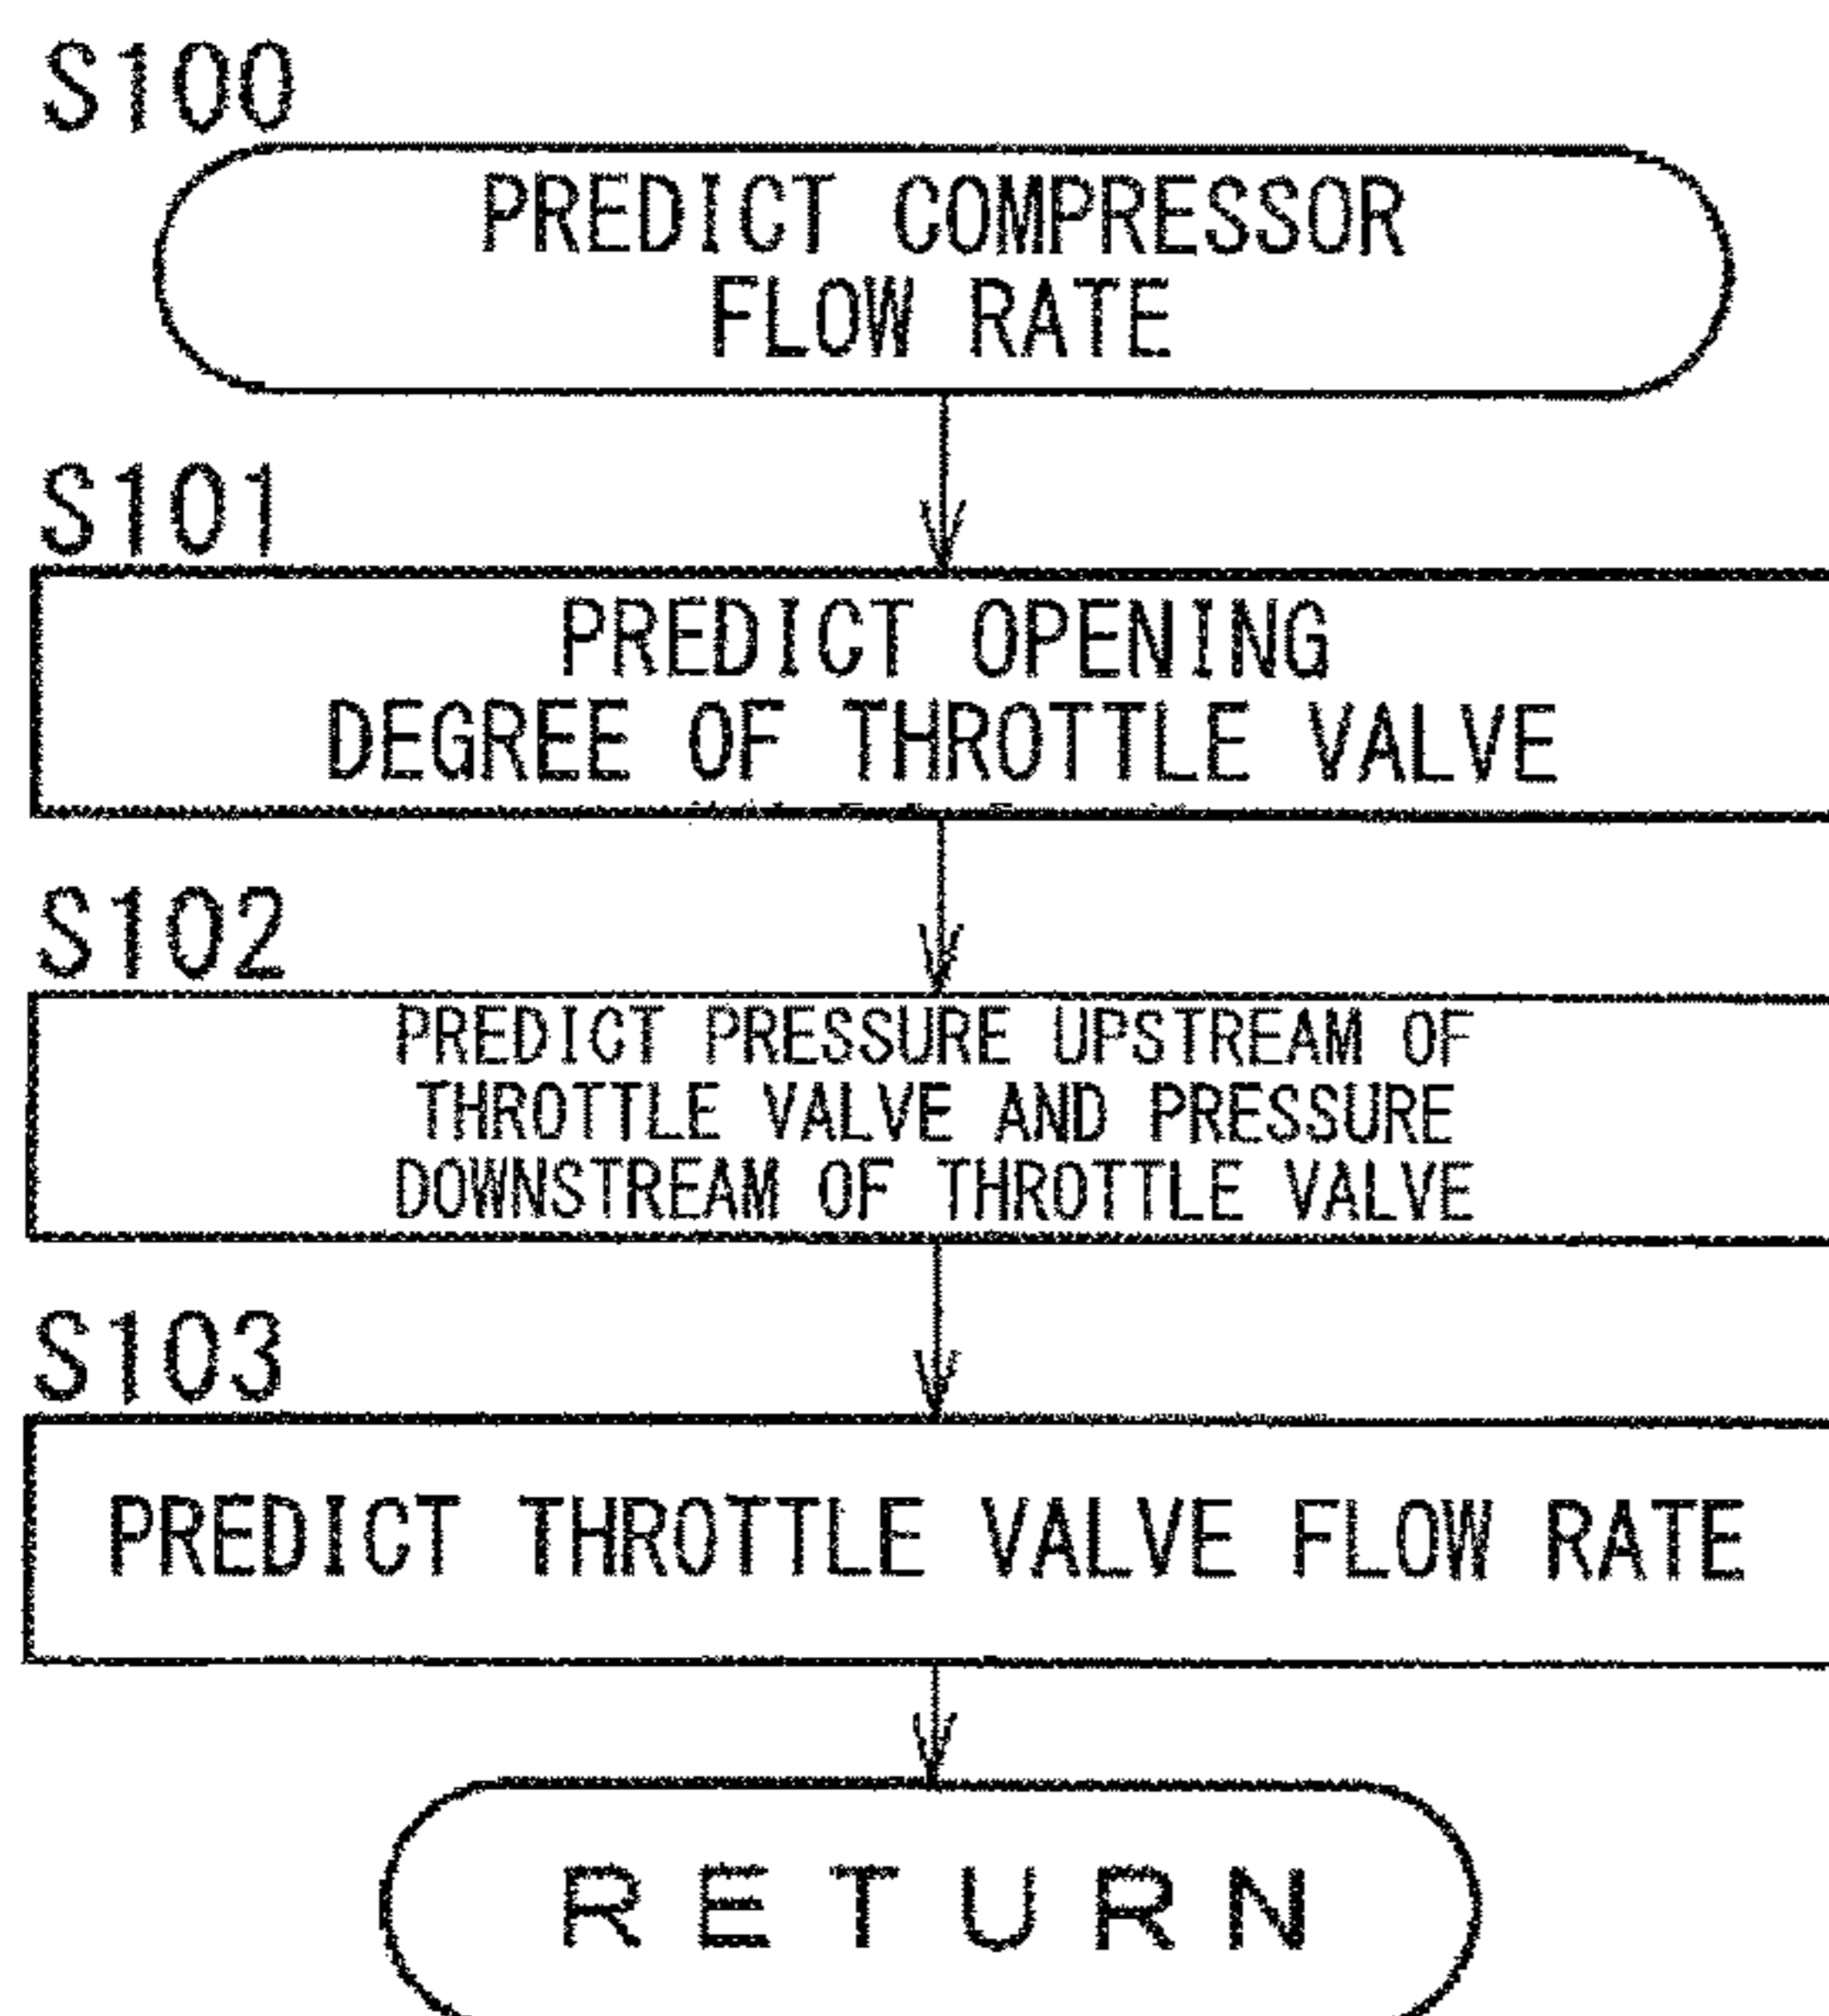 S100
PREDICT COMPRESSOR
FLOW RATE
S101
PREDICT OPENING
DEGREE OF THROTTLE VALVE
S102
PREDICT PRESSURE UPSTREAM OF
THROTTLE VALVE AND PRESSURE
DOWNSTREAM OF THROTTLE VALVE
S103
PREDICT THROTTLE VALVE FLOW RATE
RETURN